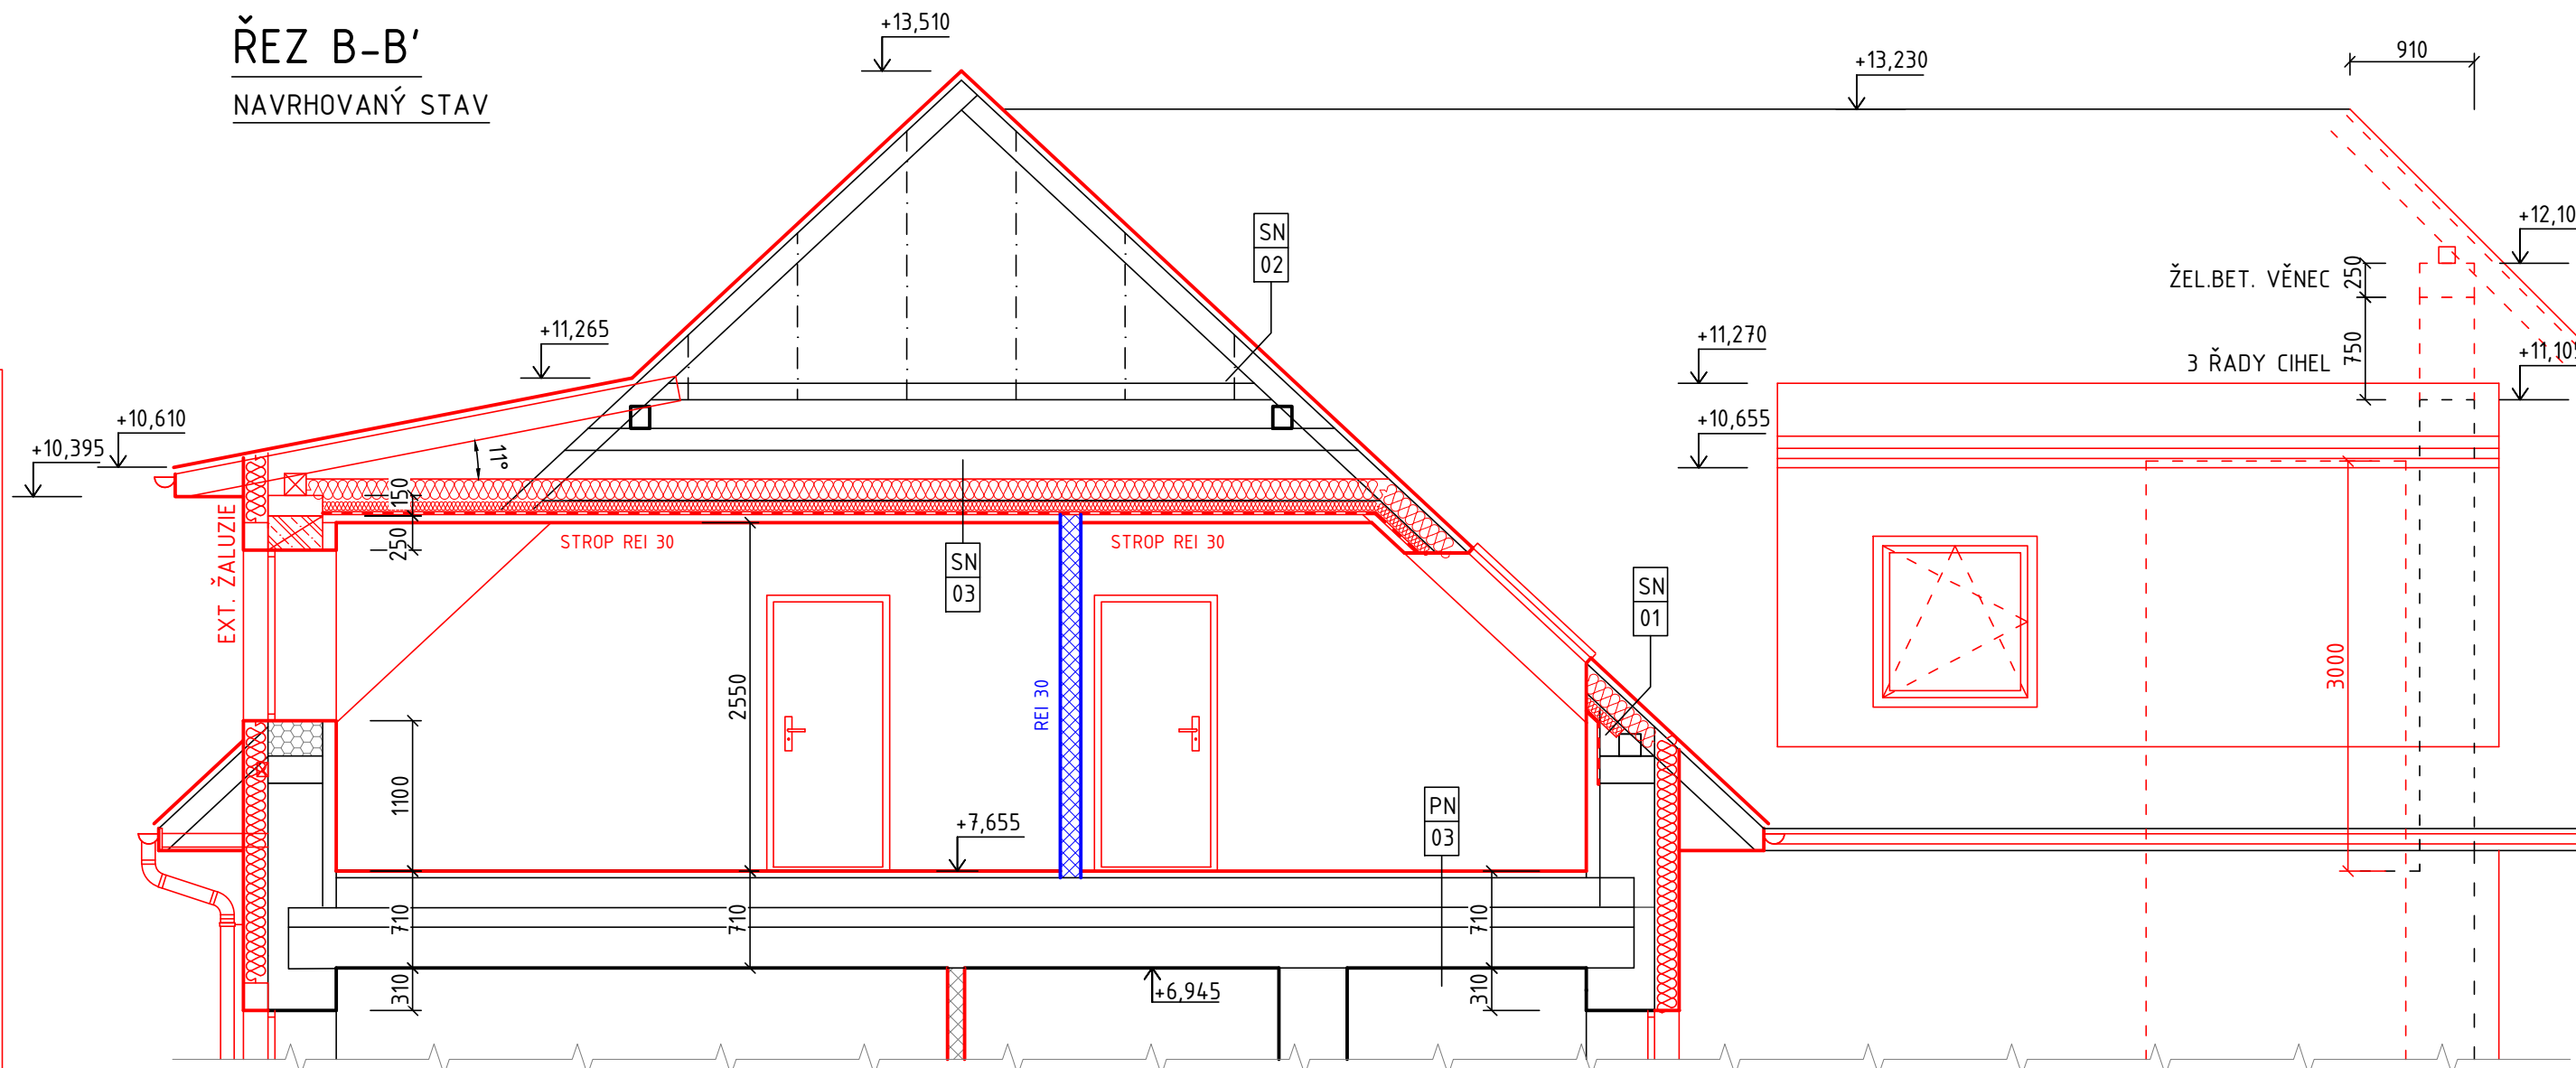 ŘEZ B-B'
NAVRHOVANÝ STAV
+13,510
+13,230
910
+12,10
SN
02
ŽEL.BET. VĚNEC
250
+11,265
+11,270
750
3 ŘADY CIHEL
+11,10
+10,610
+10,655
+10,395
11°
150
250
EXT. ŽALUZIE
STROP REI 30
STROP REI 30
SN
03
SN
01
2550
REI 30
3000
1100
+7,655
PN
03
710
710
710
310
+6,945
310